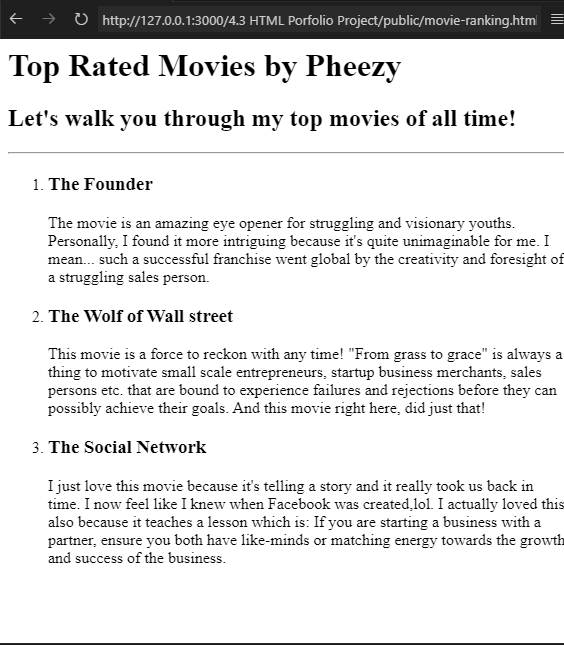 http://127.0.0.1:3000/4.3 HTML Porfolio Project/public/movie-ranking.html
Top Rated Movies by Pheezy
Let's walk you through my top movies of all time!
1. The Founder
The movie is an amazing eye opener for struggling and visionary youths.
Personally, I found it more intriguing because it's quite unimaginable for me. I
mean... such a successful franchise went global by the creativity and foresight of
a struggling sales person.
2. The Wolf of Wall street
This movie is a force to reckon with any time! "From grass to grace" is always a
thing to motivate small scale entrepreneurs, startup business merchants, sales
persons etc. that are bound to experience failures and rejections before they can
possibly achieve their goals. And this movie right here, did just that!
3. The Social Network
I just love this movie because it's telling a story and it really took us back in
time. I now feel like I knew when Facebook was created,lol. I actually loved this
also because it teaches a lesson which is: If you are starting a business with a
partner, ensure you both have like-minds or matching energy towards the growth
and success of the business.